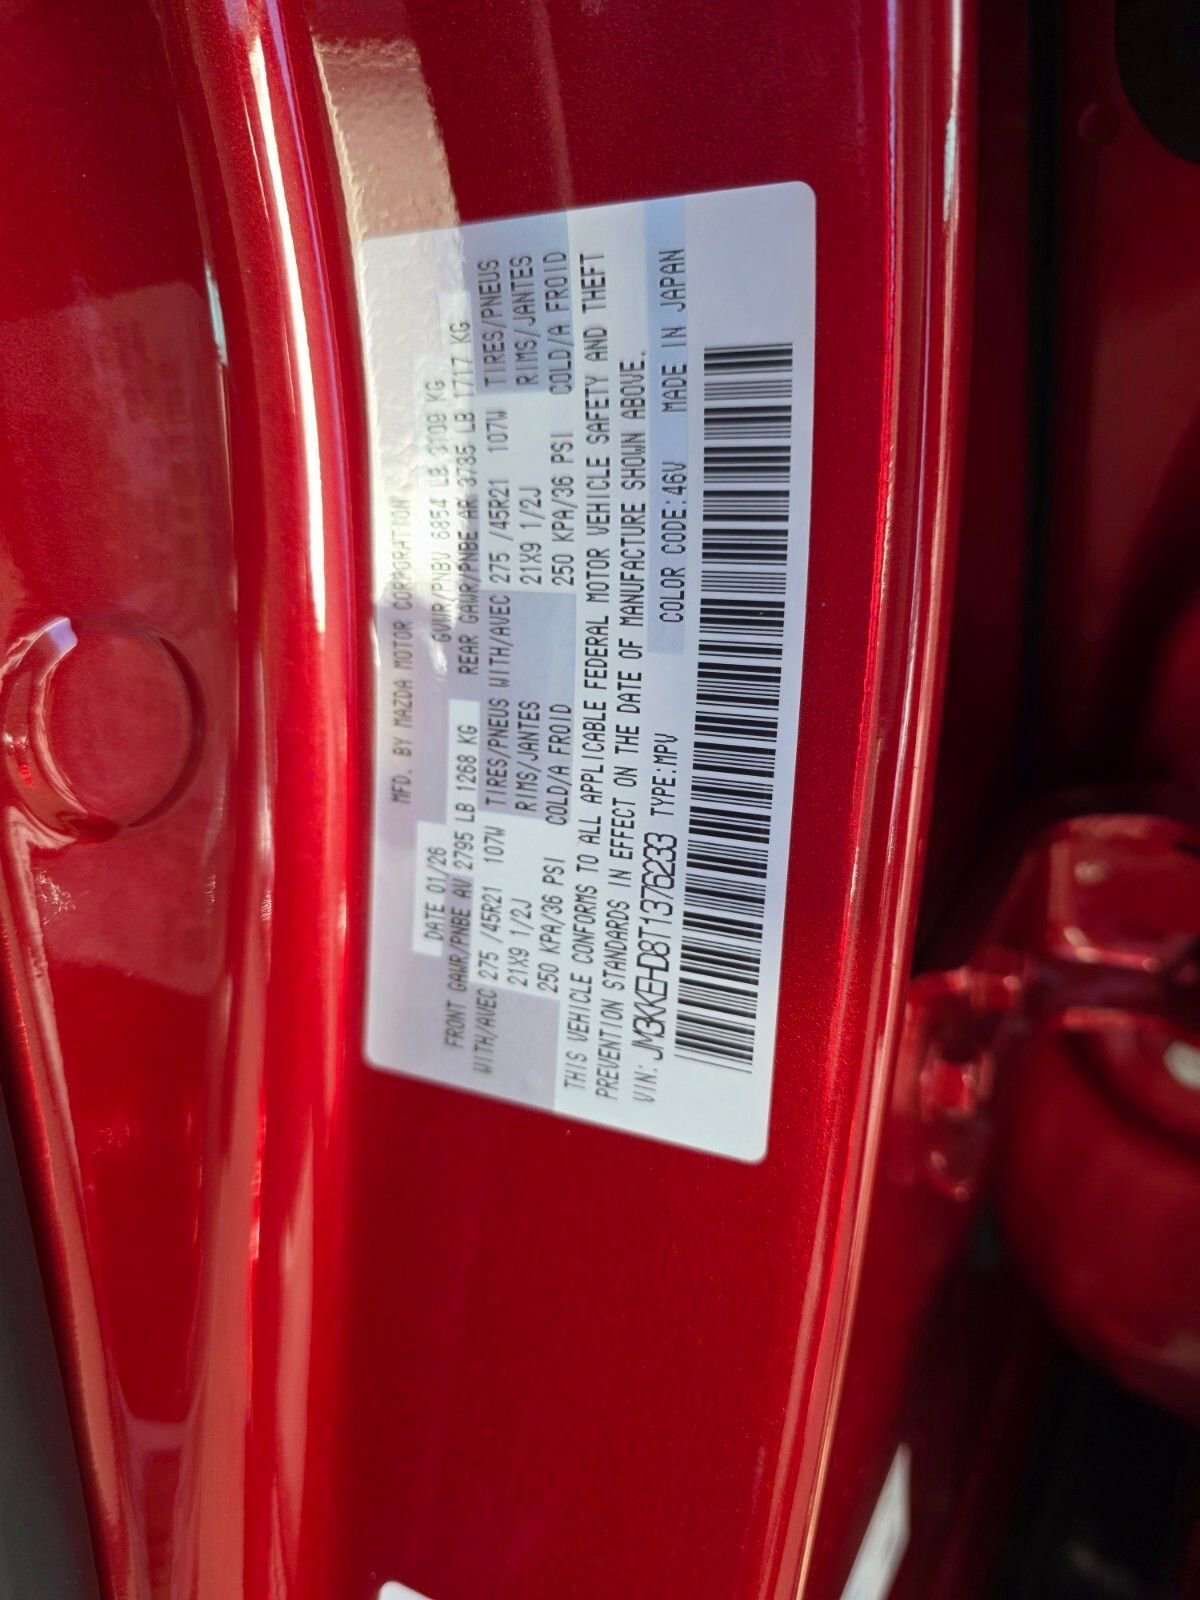 MFD. BY MAZDA MOTOR CORPORATION
DATE 01/26 GVWR/PNBV 6854 LB 3109 KG
FRONT GAWR/PNBE AV 2795 LB 1268 KG REAR GAWR/PNBE AR 3785 LB 1717 KG
WITH/AVEC 275 /45R21 107W TIRES/PNEUS WITH/AVEC 275 /45R21 107W TIRES/PNEUS
21X9 1/2J RIMS/JANTES 21X9 1/2J RIMS/JANTES
250 KPA/36 PSI COLD/A FROID 250 KPA/36 PSI COLD/A FROID
THIS VEHICLE CONFORMS TO ALL APPLICABLE FEDERAL MOTOR VEHICLE SAFETY AND THEFT
PREVENTION STANDARDS IN EFFECT ON THE DATE OF MANUFACTURE SHOWN ABOVE.
VIN: JM3KKEHD8T1376233 TYPE:MPV COLOR CODE:46V MADE IN JAPAN